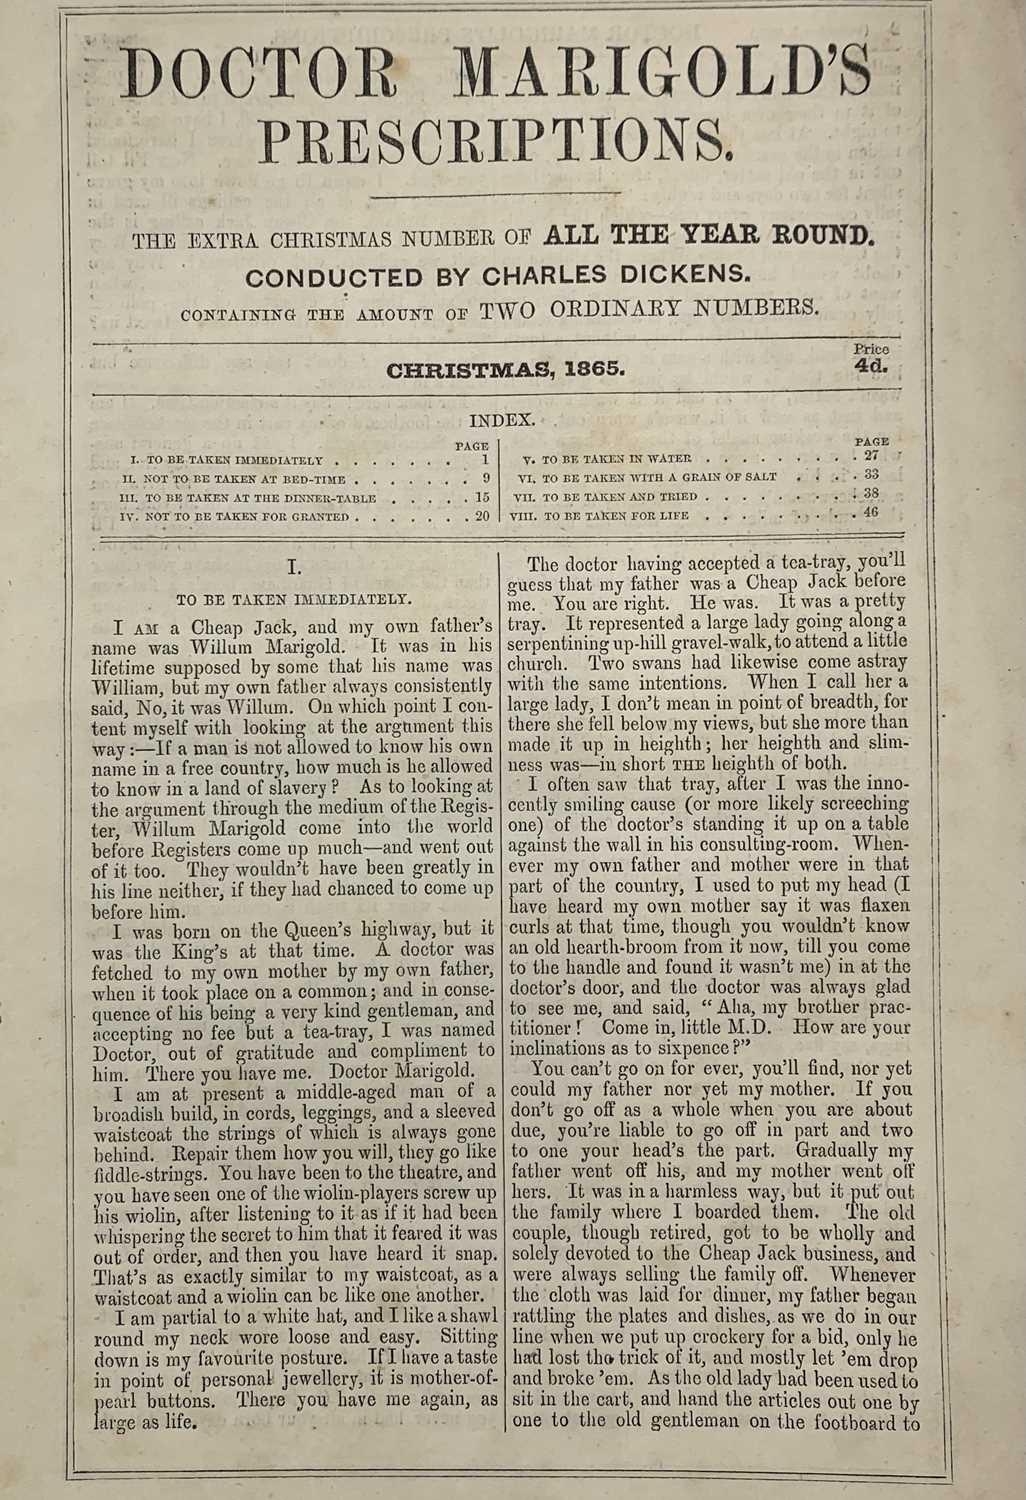 DOCTOR MARIGOLD'S
PRESCRIPTIONS.
THE EXTRA CHRISTMAS NUMBER OF ALL THE YEAR ROUND.
CONDUCTED BY CHARLES DICKENS.
CONTAINING THE AMOUNT OF TWO ORDINARY NUMBERS.
CHRISTMAS, 1865.
Price
4d.
INDEX.
PAGE
I. TO BE TAKEN IMMEDIATELY . . . . . . . 1
II. NOT TO BE TAKEN AT BED-TIME . . . . . . . 9
III. TO BE TAKEN AT THE DINNER-TABLE . . . . . 15
IV. NOT TO BE TAKEN FOR GRANTED . . . . . . . 20
PAGE
V. TO BE TAKEN IN WATER . . . . . . . . . . 27
VI. TO BE TAKEN WITH A GRAIN OF SALT . . . . 33
VII. TO BE TAKEN AND TRIED . . . . . . . . . . 38
VIII. TO BE TAKEN FOR LIFE . . . . . . . . . . 46
I.
TO BE TAKEN IMMEDIATELY.
I AM a Cheap Jack, and my own father's
name was Willum Marigold. It was in his
lifetime supposed by some that his name was
William, but my own father always consistently
said, No, it was Willum. On which point I con-
tent myself with looking at the argument this
way:—If a man is not allowed to know his own
name in a free country, how much is he allowed
to know in a land of slavery? As to looking at
the argument through the medium of the Regis-
ter, Willum Marigold come into the world
before Registers come up much—and went out
of it too. They wouldn't have been greatly in
his line neither, if they had chanced to come up
before him.
I was born on the Queen's highway, but it
was the King's at that time. A doctor was
fetched to my own mother by my own father,
when it took place on a common; and in conse-
quence of his being a very kind gentleman, and
accepting no fee but a tea-tray, I was named
Doctor, out of gratitude and compliment to
him. There you have me. Doctor Marigold.
I am at present a middle-aged man of a
broadish build, in cords, leggings, and a sleeved
waistcoat the strings of which is always gone
behind. Repair them how you will, they go like
fiddle-strings. You have been to the theatre, and
you have seen one of the wiolin-players screw up
his wiolin, after listening to it as if it had been
whispering the secret to him that it feared it was
out of order, and then you have heard it snap.
That's as exactly similar to my waistcoat, as a
waistcoat and a wiolin can be like one another.
I am partial to a white hat, and I like a shawl
round my neck wore loose and easy. Sitting
down is my favourite posture. If I have a taste
in point of personal jewellery, it is mother-of-
pearl buttons. There you have me again, as
large as life.
The doctor having accepted a tea-tray, you'll
guess that my father was a Cheap Jack before
me. You are right. He was. It was a pretty
tray. It represented a large lady going along a
serpentining up-hill gravel-walk, to attend a little
church. Two swans had likewise come astray
with the same intentions. When I call her a
large lady, I don't mean in point of breadth, for
there she fell below my views, but she more than
made it up in heighth; her heighth and slim-
ness was—in short THE heighth of both.
I often saw that tray, after I was the inno-
cently smiling cause (or more likely screeching
one) of the doctor's standing it up on a table
against the wall in his consulting-room. When-
ever my own father and mother were in that
part of the country, I used to put my head (I
have heard my own mother say it was flaxen
curls at that time, though you wouldn't know
an old hearth-broom from it now, till you come
to the handle and found it wasn't me) in at the
doctor's door, and the doctor was always glad
to see me, and said, "Aha, my brother prac-
titioner! Come in, little M.D. How are your
inclinations as to sixpence?"
You can't go on for ever, you'll find, nor yet
could my father nor yet my mother. If you
don't go off as a whole when you are about
due, you're liable to go off in part and two
to one your head's the part. Gradually my
father went off his, and my mother went off
hers. It was in a harmless way, but it put out
the family where I boarded them. The old
couple, though retired, got to be wholly and
solely devoted to the Cheap Jack business, and
were always selling the family off. Whenever
the cloth was laid for dinner, my father began
rattling the plates and dishes, as we do in our
line when we put up crockery for a bid, only he
had lost the trick of it, and mostly let 'em drop
and broke 'em. As the old lady had been used to
sit in the cart, and hand the articles out one by
one to the old gentleman on the footboard to